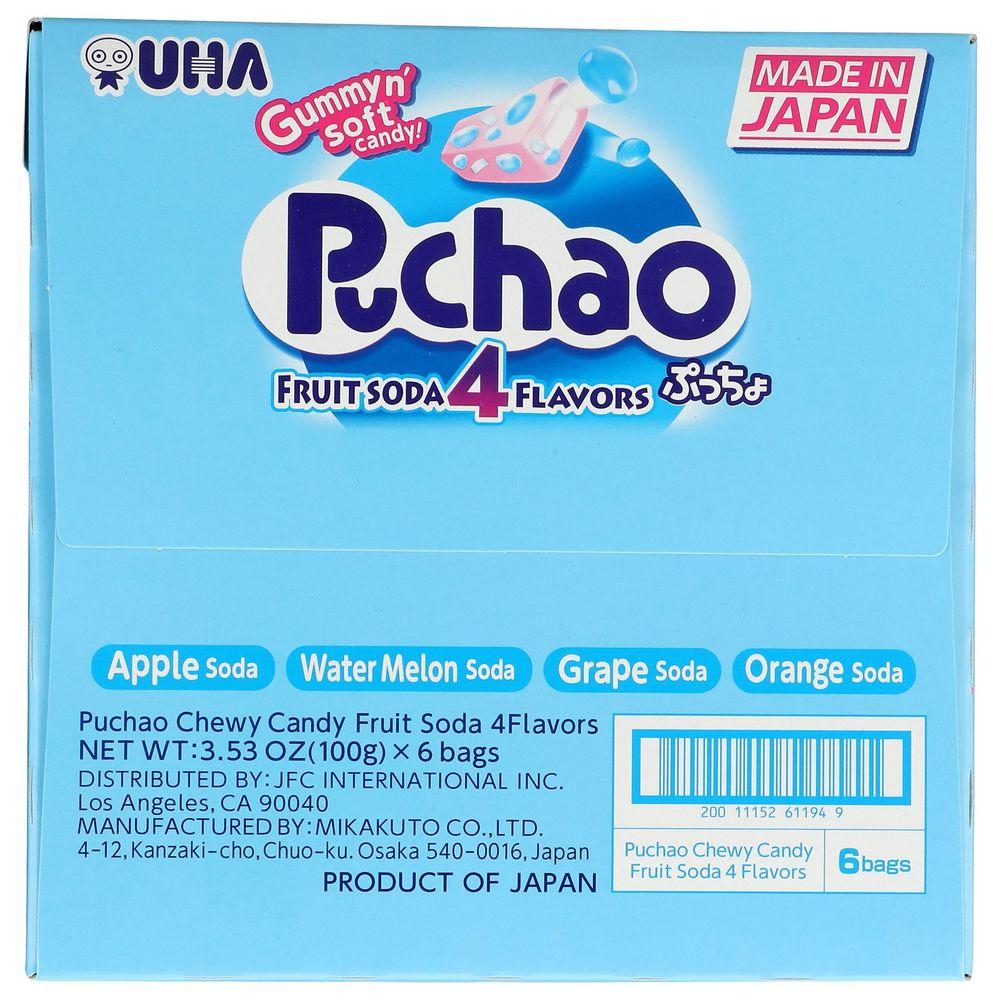 UHA
Gummy n'
soft
candy!
MADE IN
JAPAN
Puchao
FRUIT SODA 4 FLAVORS ぷっちょ
Apple Soda Water Melon Soda Grape Soda Orange Soda
Puchao Chewy Candy Fruit Soda 4Flavors
NET WT:3.53 OZ(100g)×6 bags
DISTRIBUTED BY:JFC INTERNATIONAL INC.
Los Angeles, CA 90040
MANUFACTURED BY:MIKAKUTO CO.,LTD.
4-12,Kanzaki-cho,Chuo-ku. Osaka 540-0016,Japan
PRODUCT OF JAPAN
200 11152 61194 9
Puchao Chewy Candy
Fruit Soda 4 Flavors
6bags